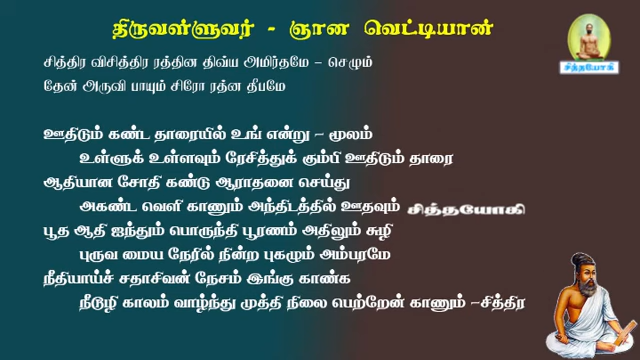 திருவள்ளுவர் - ஞான வெட்டியான்
சித்தயோகி
சித்திர விசித்திர ரத்தின திவ்ய அமிர்தமே - செழும்
தேன் அருவி பாயும் சிரோ ரத்ன தீபமே
ஊதிடும் கண்ட தாரையில் உங் என்று - மூலம்
உள்ளுக் உள்ளவும் ரேசித்துக் கும்பி ஊதிடும் தாரை
ஆதியான சோதி கண்டு ஆராதனை செய்து
அகண்ட வெளி காணும் அந்திடத்தில் ஊதவும் சித்தயோகி
பூத ஆதி ஐந்தும் பொருந்தி பூரணம் அதிலும் சுழி
புருவ மைய நேரில் நின்ற புகழும் அம்பரமே
நீதியாய்ச் சதாசிவன் நேசம் இங்கு காண்க
நீடூழி காலம் வாழ்ந்து முத்தி நிலை பெற்றேன் காணும் -சித்திர